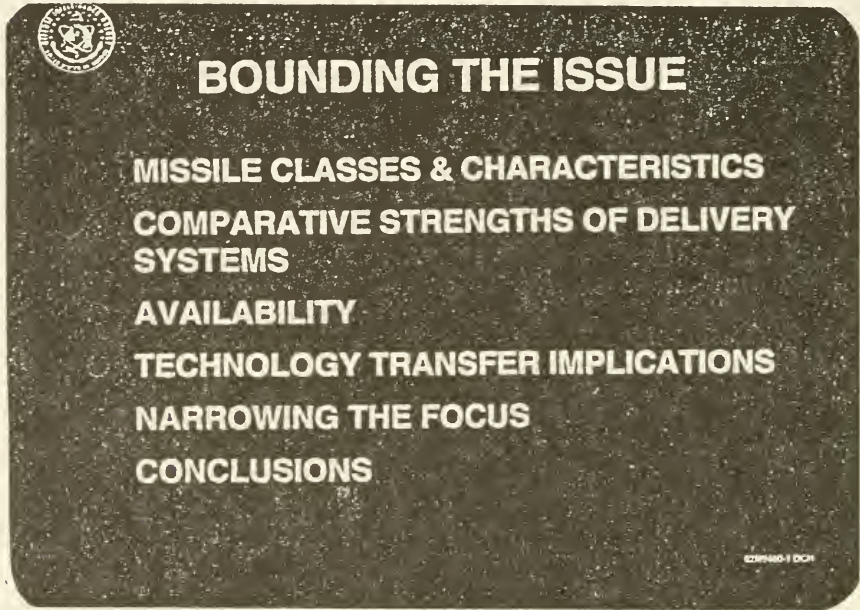 BOUNDING THE ISSUE
MISSILE CLASSES & CHARACTERISTICS
COMPARATIVE STRENGTHS OF DELIVERY
SYSTEMS
AVAILABILITY
TECHNOLOGY TRANSFER IMPLICATIONS
NARROWING THE FOCUS
CONCLUSIONS